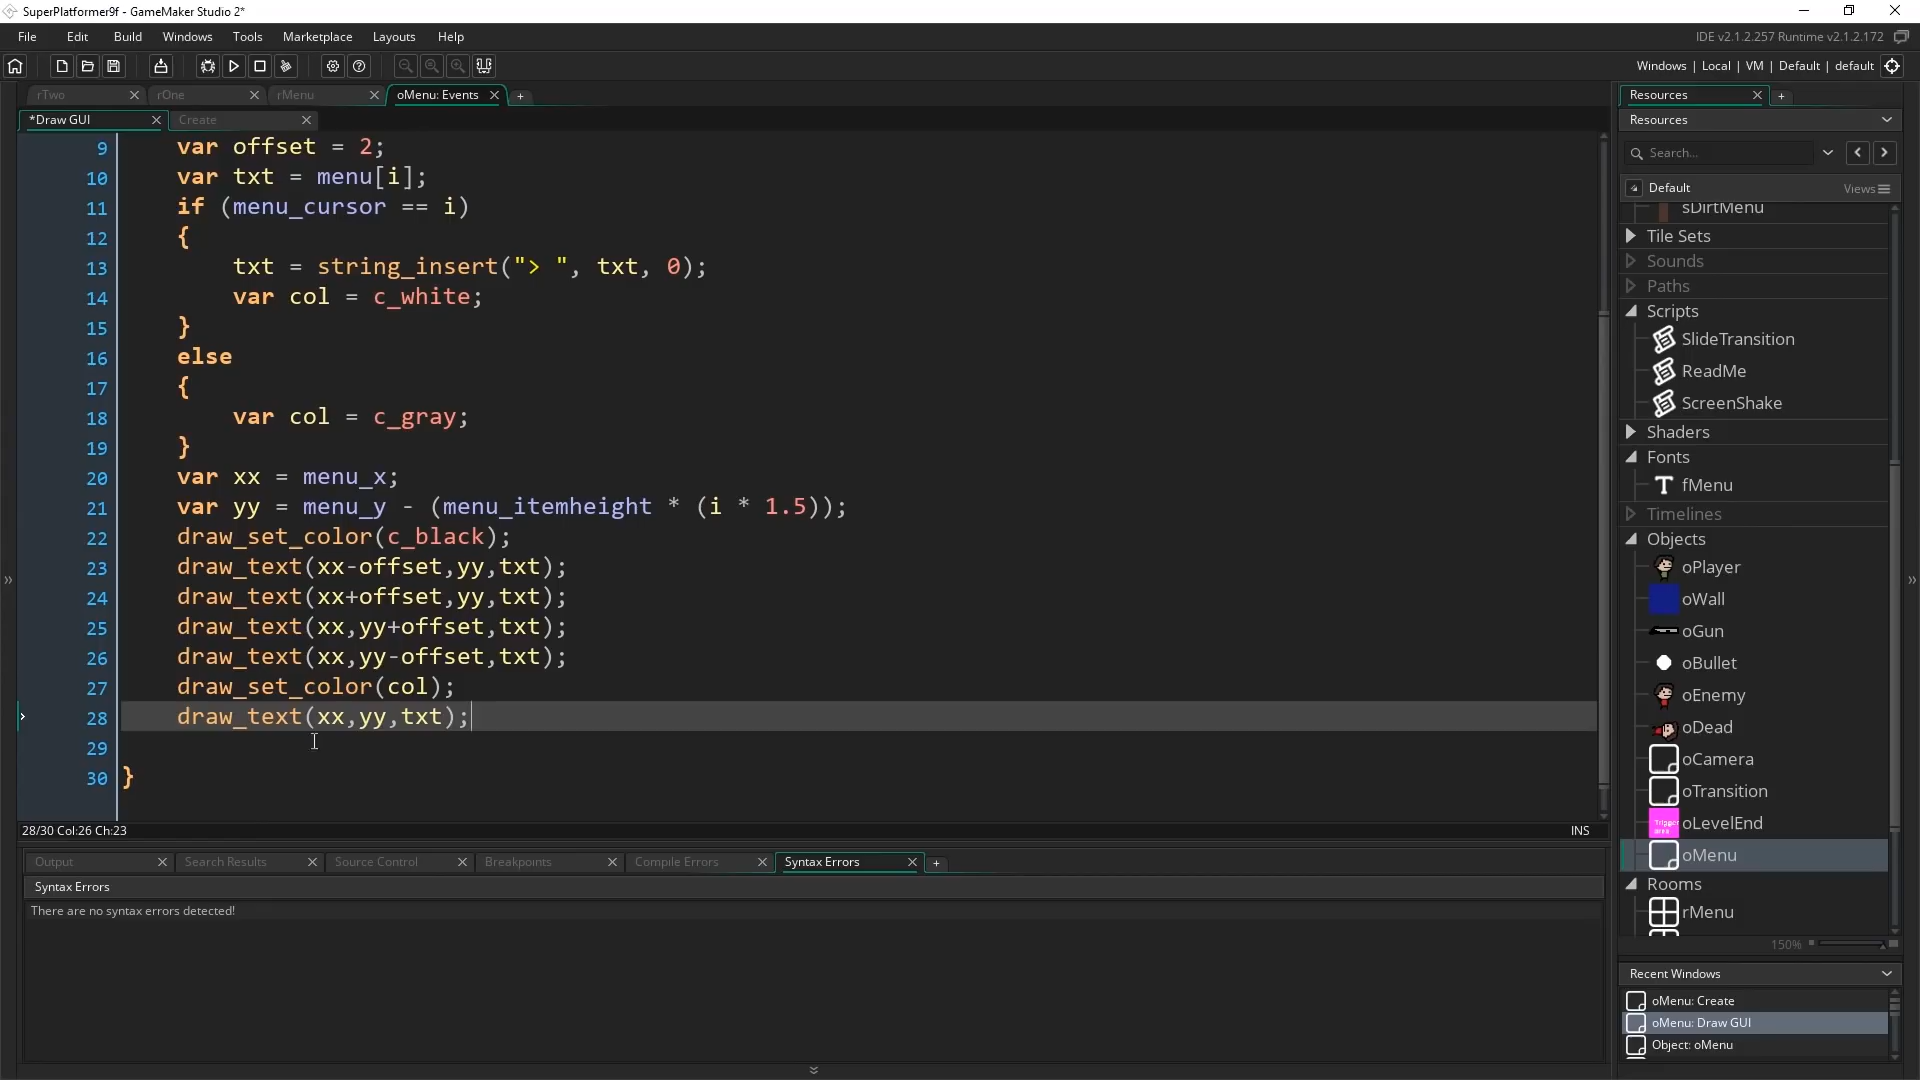 SuperPlatformer9f - GameMaker Studio 2*
File Edit Build Windows Tools Marketplace Layouts Help
IDE v2.1.2.257 Runtime v2.1.2.172
Windows | Local | VM | Default | default
rTwo rOne rMenu oMenu: Events
*Draw GUI Create
9 var offset = 2;
10 var txt = menu[i];
11 if (menu_cursor == i)
12 {
13 txt = string_insert("> ", txt, 0);
14 var col = c_white;
15 }
16 else
17 {
18 var col = c_gray;
19 }
20 var xx = menu_x;
21 var yy = menu_y - (menu_itemheight * (i * 1.5));
22 draw_set_color(c_black);
23 draw_text(xx-offset,yy,txt);
24 draw_text(xx+offset,yy,txt);
25 draw_text(xx,yy+offset,txt);
26 draw_text(xx,yy-offset,txt);
27 draw_set_color(col);
28 draw_text(xx,yy,txt);
29
30 }
28/30 Col:26 Ch:23 INS
Output Search Results Source Control Breakpoints Compile Errors Syntax Errors
Syntax Errors
There are no syntax errors detected!
Resources
Resources
Search...
Default Views
sDirtMenu
Tile Sets
Sounds
Paths
Scripts
SlideTransition
ReadMe
ScreenShake
Shaders
Fonts
fMenu
Timelines
Objects
oPlayer
oWall
oGun
oBullet
oEnemy
oDead
oCamera
oTransition
oLevelEnd
oMenu
Rooms
rMenu
150%
Recent Windows
oMenu: Create
oMenu: Draw GUI
Object: oMenu